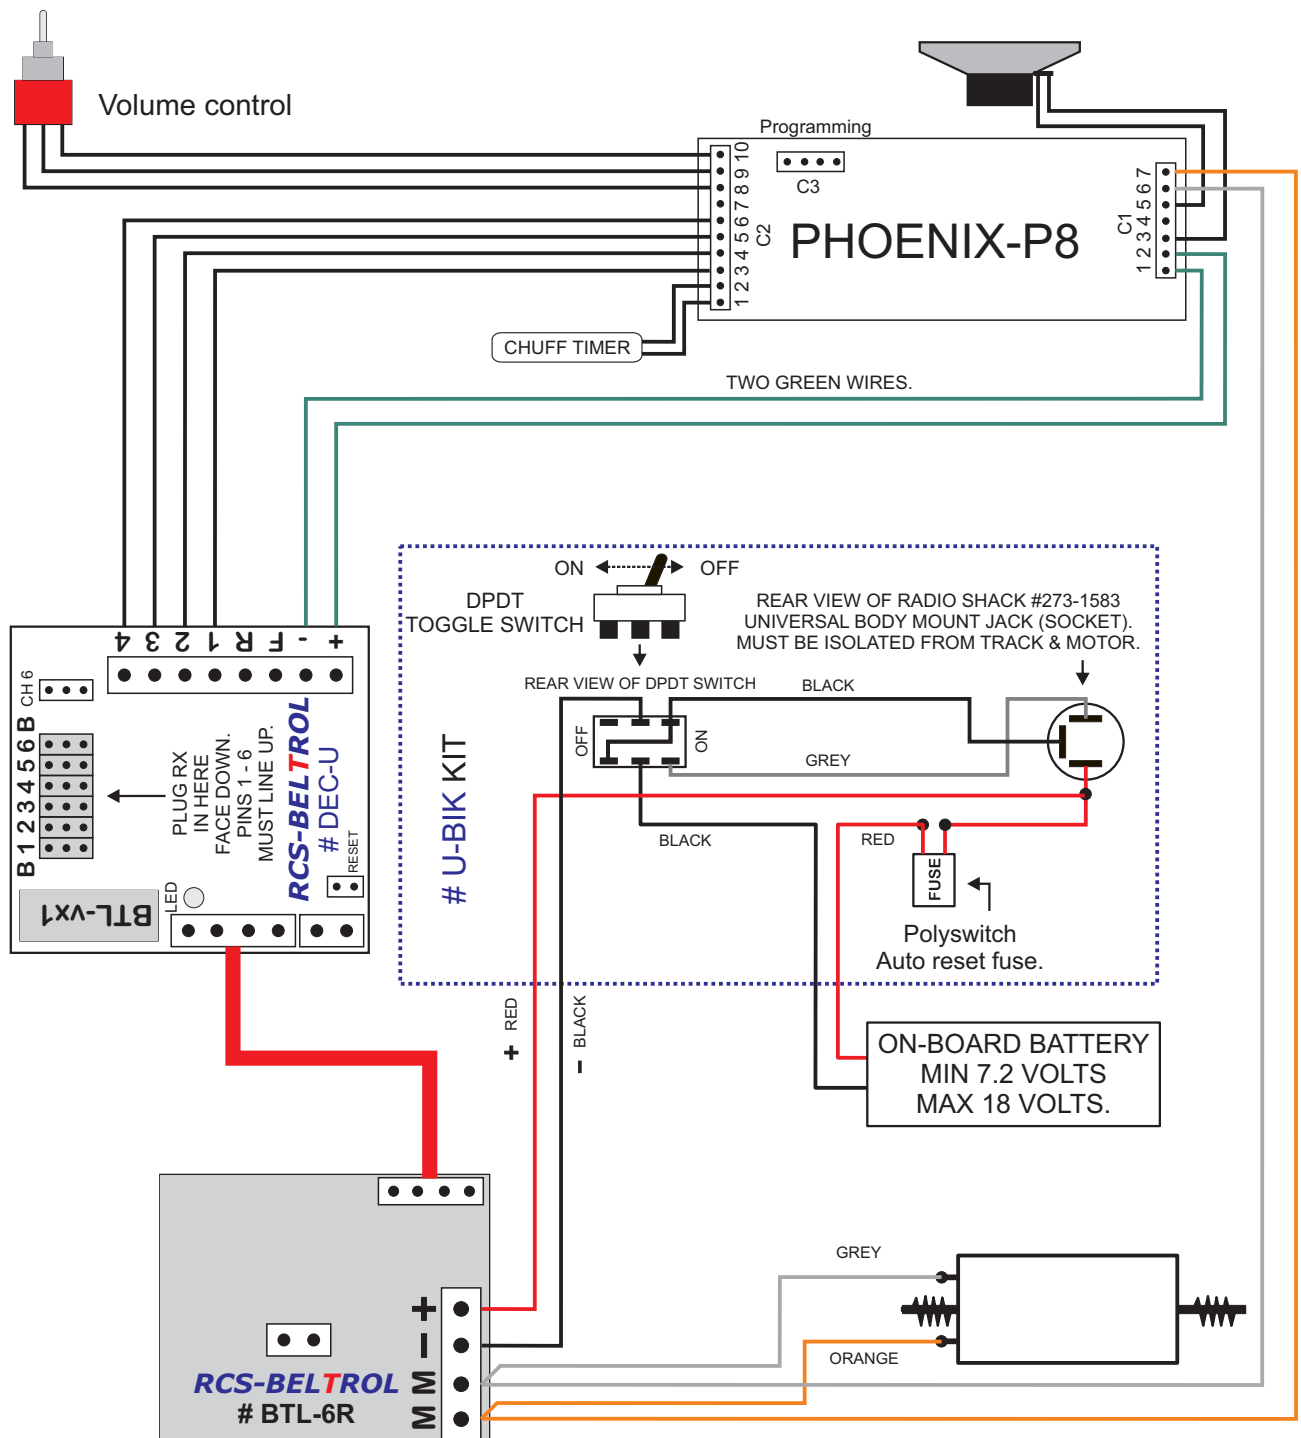 Volume control
Programming
C3
PHOENIX-P8
10
9
8
7
6
5
4
3
2
1
C2
7
6
5
4
3
2
1
C1
CHUFF TIMER
TWO GREEN WIRES.
4 3 2 1 R F - +
CH 6
B 1 2 3 4 5 6 B
PLUG RX
IN HERE
FACE DOWN.
PINS 1 - 6
MUST LINE UP.
RCS-BELTROL
# DEC-U
RESET
LED
BTL-vx1
ON
OFF
DPDT
TOGGLE SWITCH
REAR VIEW OF RADIO SHACK #273-1583
UNIVERSAL BODY MOUNT JACK (SOCKET).
MUST BE ISOLATED FROM TRACK & MOTOR.
REAR VIEW OF DPDT SWITCH
BLACK
OFF
ON
GREY
# U-BIK KIT
BLACK
RED
FUSE
Polyswitch
Auto reset fuse.
+ RED
- BLACK
ON-BOARD BATTERY
MIN 7.2 VOLTS
MAX 18 VOLTS.
GREY
ORANGE
+
-
M
M
RCS-BELTROL
# BTL-6R